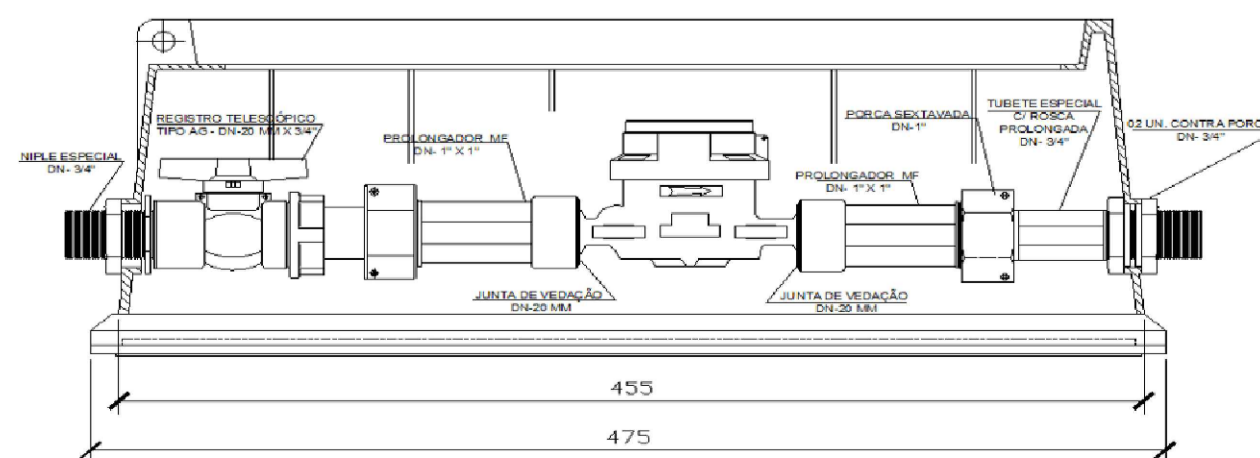 REGISTRO TELESCÓPICO
TIPO AG - DN-20 MM X 3/4"
NIPLE ESPECIAL
DN- 3/4"
PROLONGADOR MF
DN- 1" X 1"
PORCA SEXTAVADA
DN-1"
TUBETE ESPECIAL
C/ ROSCA
PROLONGADA
DN- 3/4"
02 UN. CONTRA PORC
DN- 3/4"
PROLONGADOR MF
DN- 1" X 1"
JUNTA DE VEDAÇÃO
DN-20 MM
JUNTA DE VEDAÇÃO
DN-20 MM
455
475